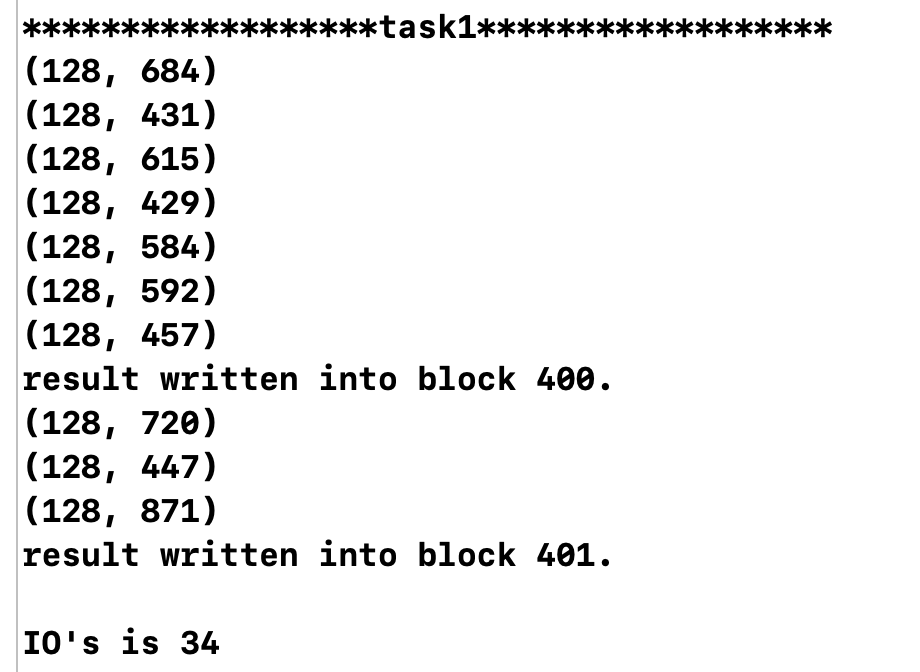 ******************task1******************
(128, 684)
(128, 431)
(128, 615)
(128, 429)
(128, 584)
(128, 592)
(128, 457)
result written into block 400.
(128, 720)
(128, 447)
(128, 871)
result written into block 401.
IO's is 34